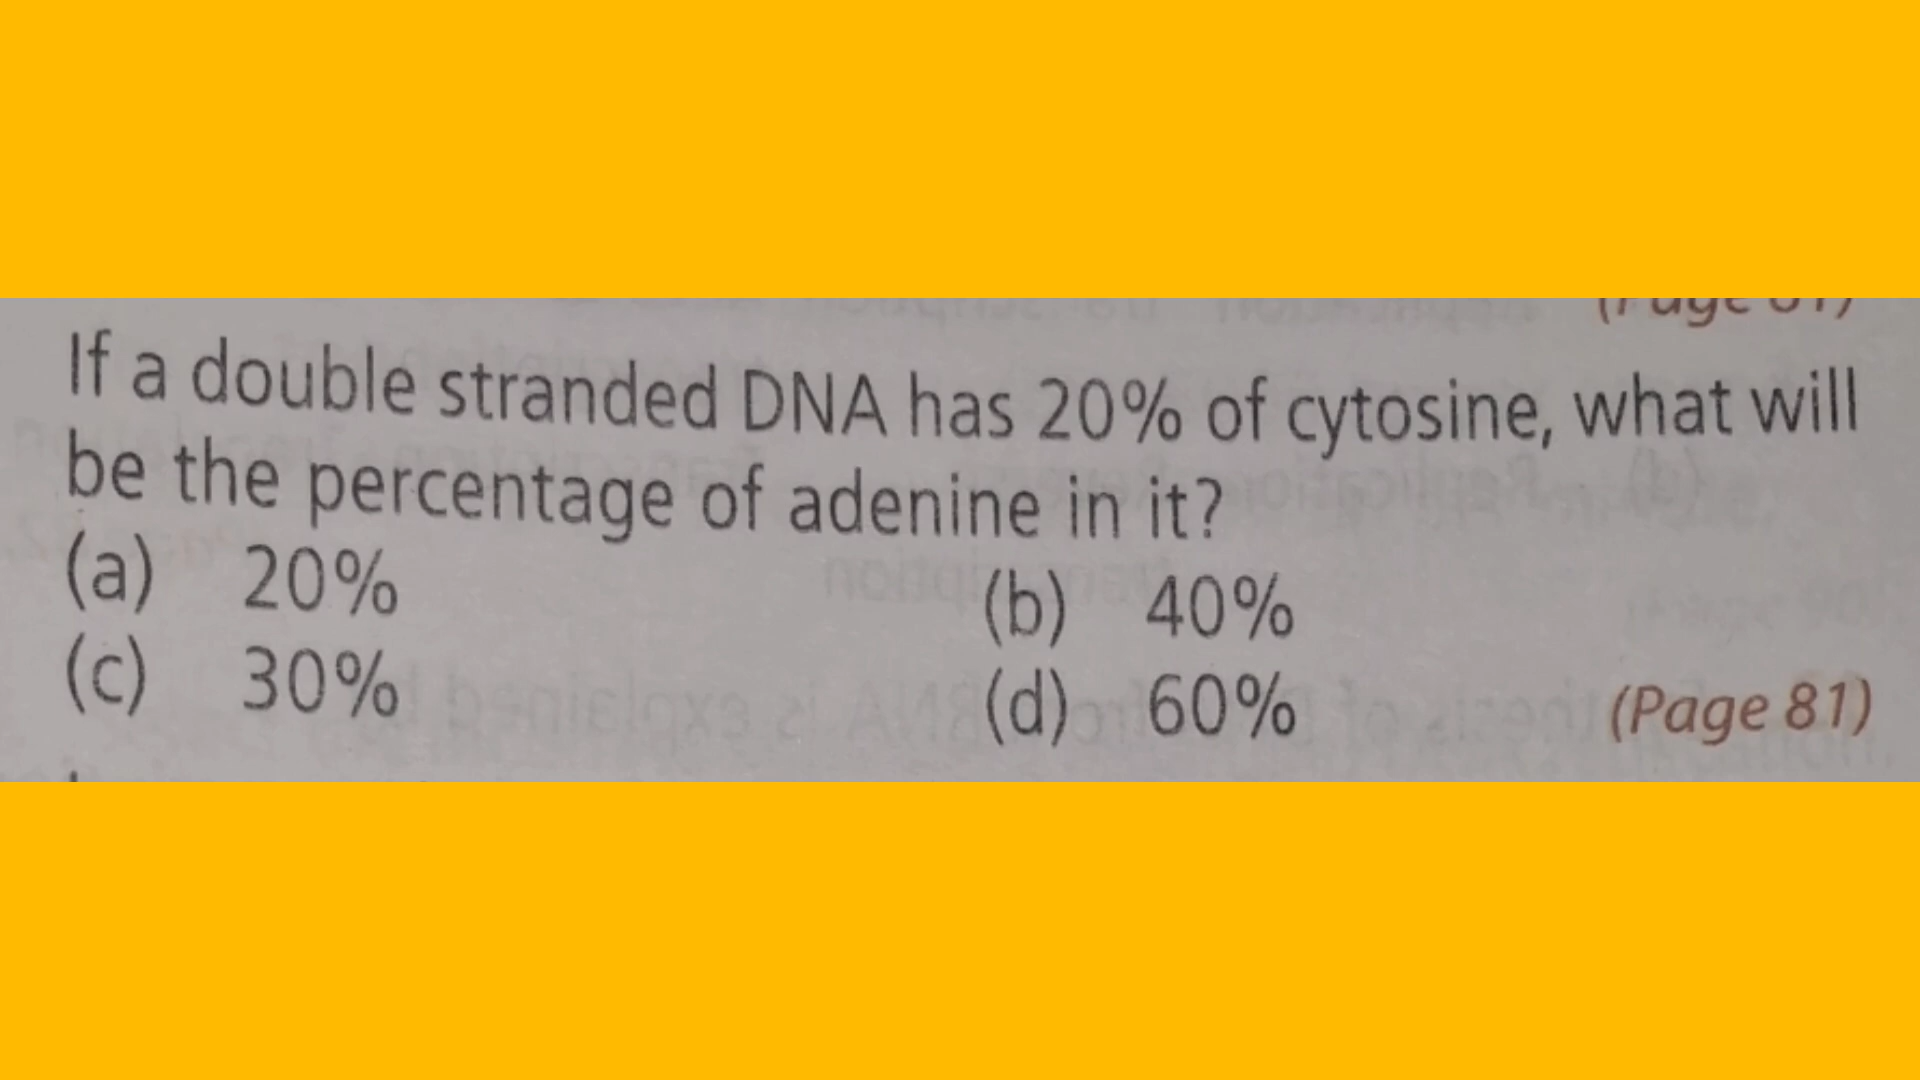 If a double stranded DNA has 20% of cytosine, what will
be the percentage of adenine in it?
(a) 20% (b) 40%
(c) 30% (d) 60% (Page 81)